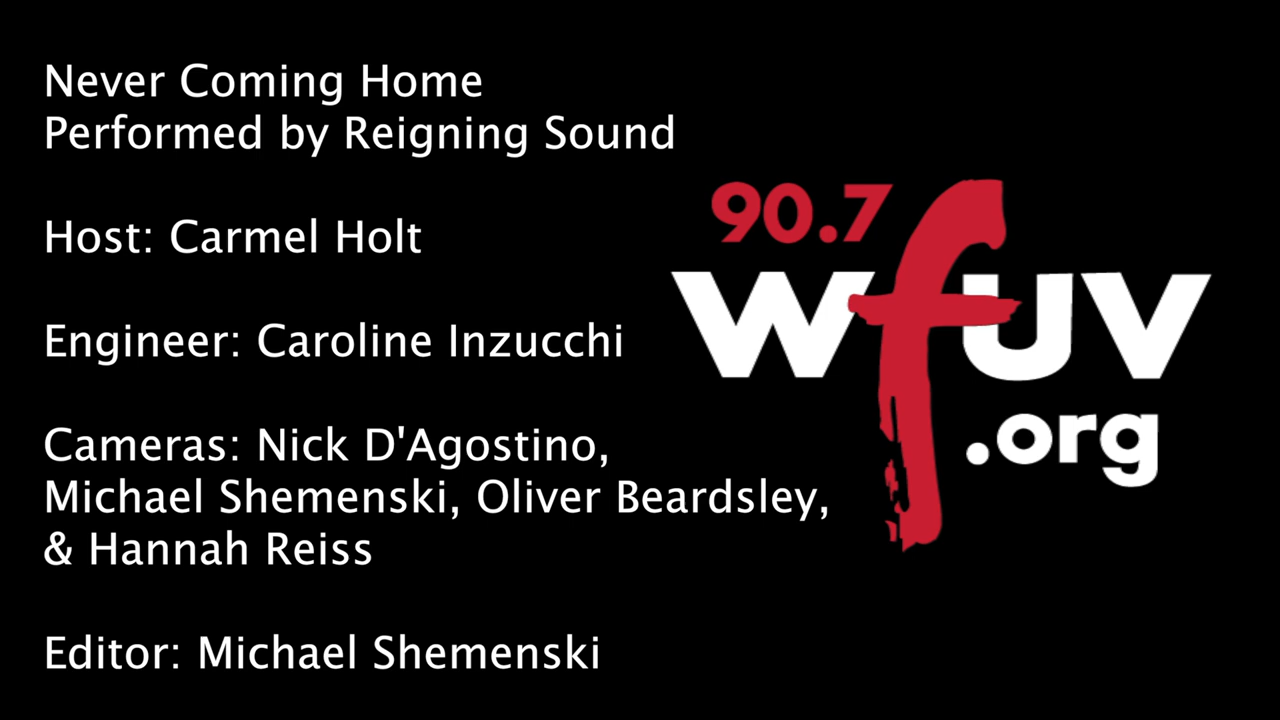 Never Coming Home
Performed by Reigning Sound
Host: Carmel Holt
Engineer: Caroline Inzucchi
Cameras: Nick D'Agostino,
Michael Shemenski, Oliver Beardsley,
& Hannah Reiss
Editor: Michael Shemenski
90.7
wfuv
.org